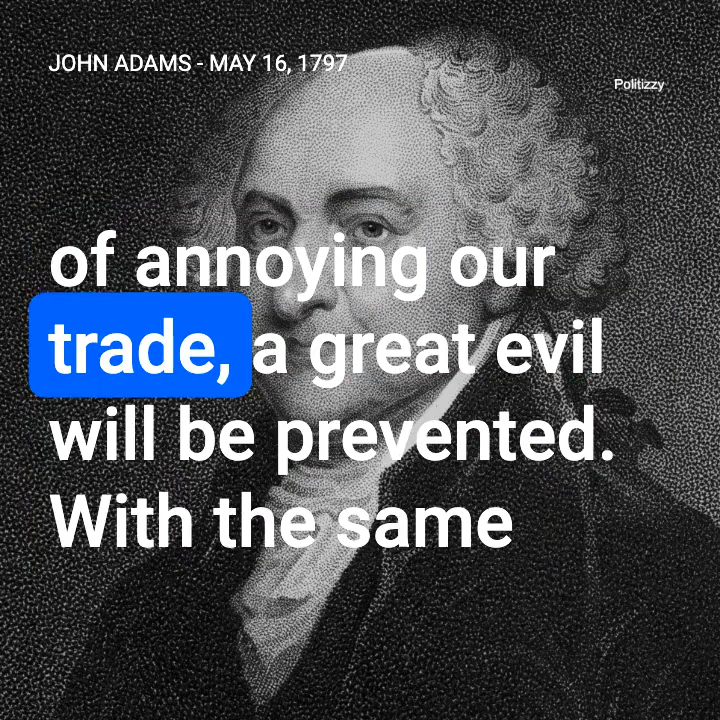 JOHN ADAMS - MAY 16, 1797
Politizzy
of annoying our
trade, a great evil
will be prevented.
With the same